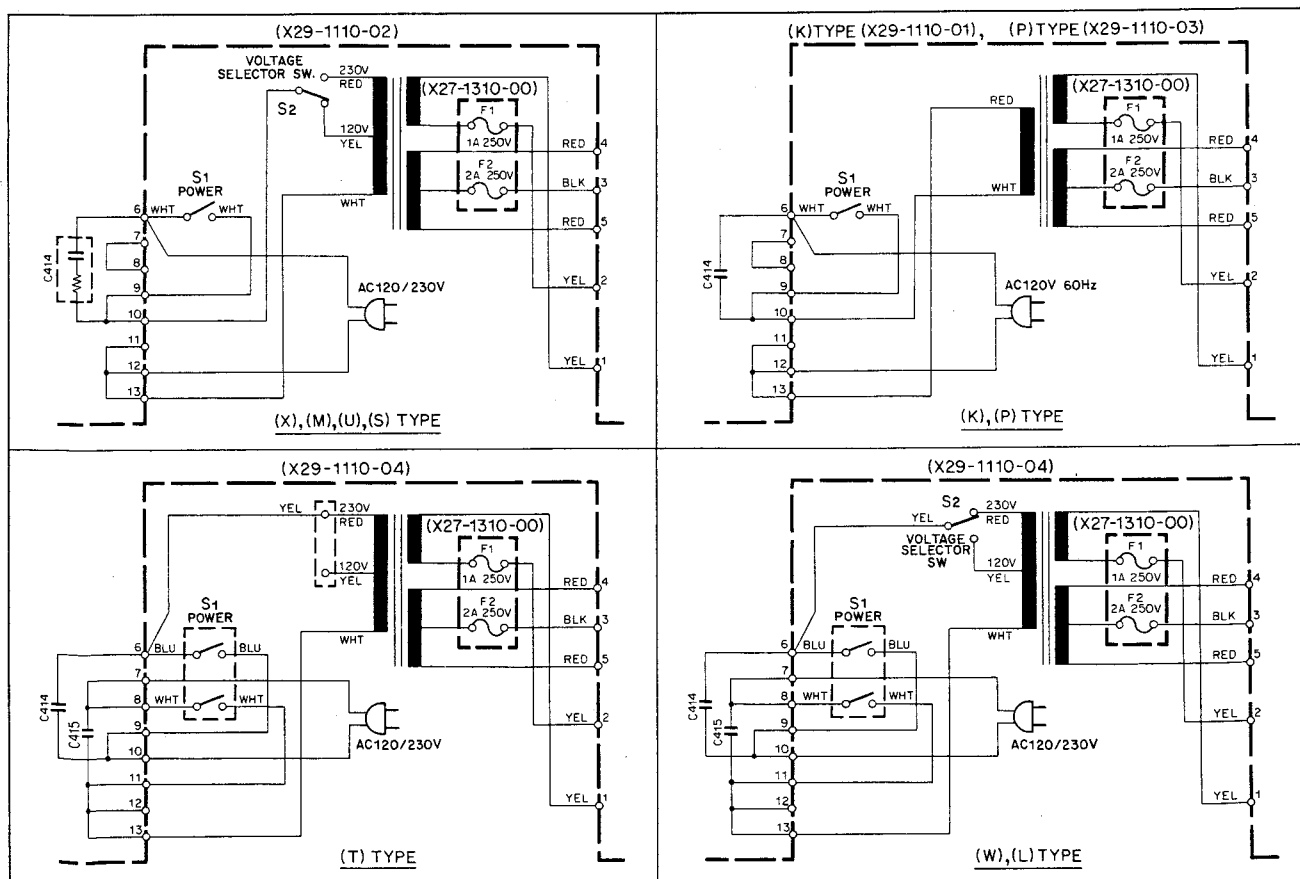 (X29-1110-02)
VOLTAGE
SELECTOR SW.
230V
RED
S2
120V
YEL
WHT
(X27-1310-00)
F1
1A 250V
F2
2A 250V
RED 4
BLK 3
RED 5
YEL 2
YEL 1
S1
POWER
6 WHT WHT
7
8
9
10
11
12
13
C414
AC120/230V
(X),(M),(U),(S) TYPE
(K)TYPE (X29-1110-01), (P)TYPE (X29-1110-03)
RED
WHT
(X27-1310-00)
F1
1A 250V
F2
2A 250V
RED 4
BLK 3
RED 5
YEL 2
YEL 1
S1
POWER
6 WHT WHT
7
8
9
10
11
12
13
C414
AC120V 60Hz
(K),(P) TYPE
(X29-1110-04)
YEL 230V
RED
120V
YEL
WHT
(X27-1310-00)
F1
1A 250V
F2
2A 250V
RED 4
BLK 3
RED 5
YEL 2
YEL 1
S1
POWER
6 BLU BLU
7
8 WHT WHT
9
10
11
12
13
C414
C415
AC120/230V
(T) TYPE
(X29-1110-04)
S2
YEL 230V
RED
VOLTAGE
SELECTOR
SW
120V
YEL
WHT
(X27-1310-00)
F1
1A 250V
F2
2A 250V
RED 4
BLK 3
RED 5
YEL 2
YEL 1
S1
POWER
6 BLU BLU
7
8 WHT WHT
9
10
11
12
13
C414
C415
AC120/230V
(W),(L) TYPE